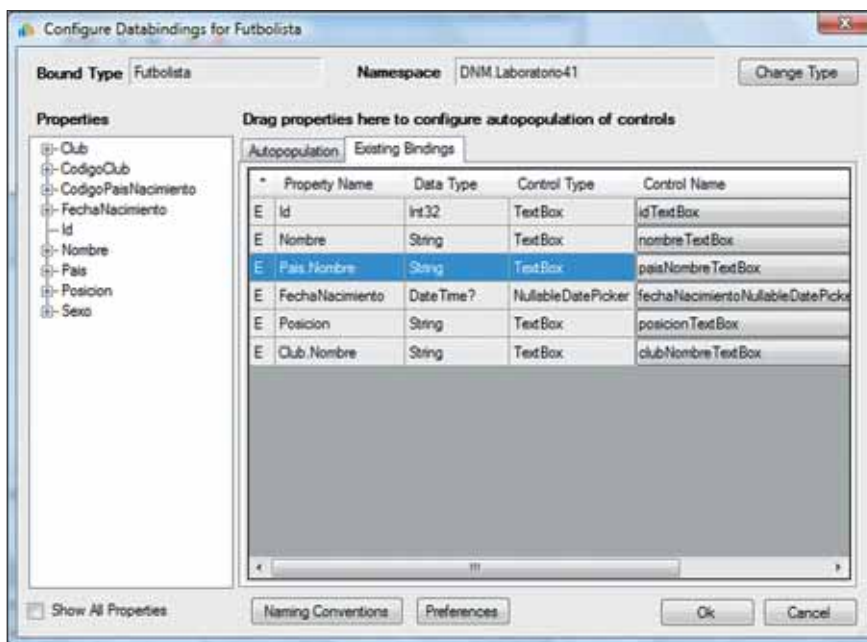 Configure Databindings for Futbolista
Bound Type Futbolista Namespace DNM.Laboratorio41 Change Type
Properties
Club
CodigoClub
CodigoPaisNacimiento
FechaNacimiento
Id
Nombre
Pais
Posicion
Sexo
Drag properties here to configure autopopulation of controls
Autopopulation Existing Bindings
* Property Name Data Type Control Type Control Name
E Id Int32 TextBox idTextBox
E Nombre String TextBox nombreTextBox
E Pais.Nombre String TextBox paisNombreTextBox
E FechaNacimiento DateTime? NullableDatePicker fechaNacimientoNullableDatePicke
E Posicion String TextBox posicionTextBox
E Club.Nombre String TextBox clubNombreTextBox
Show All Properties Naming Conventions Preferences Ok Cancel